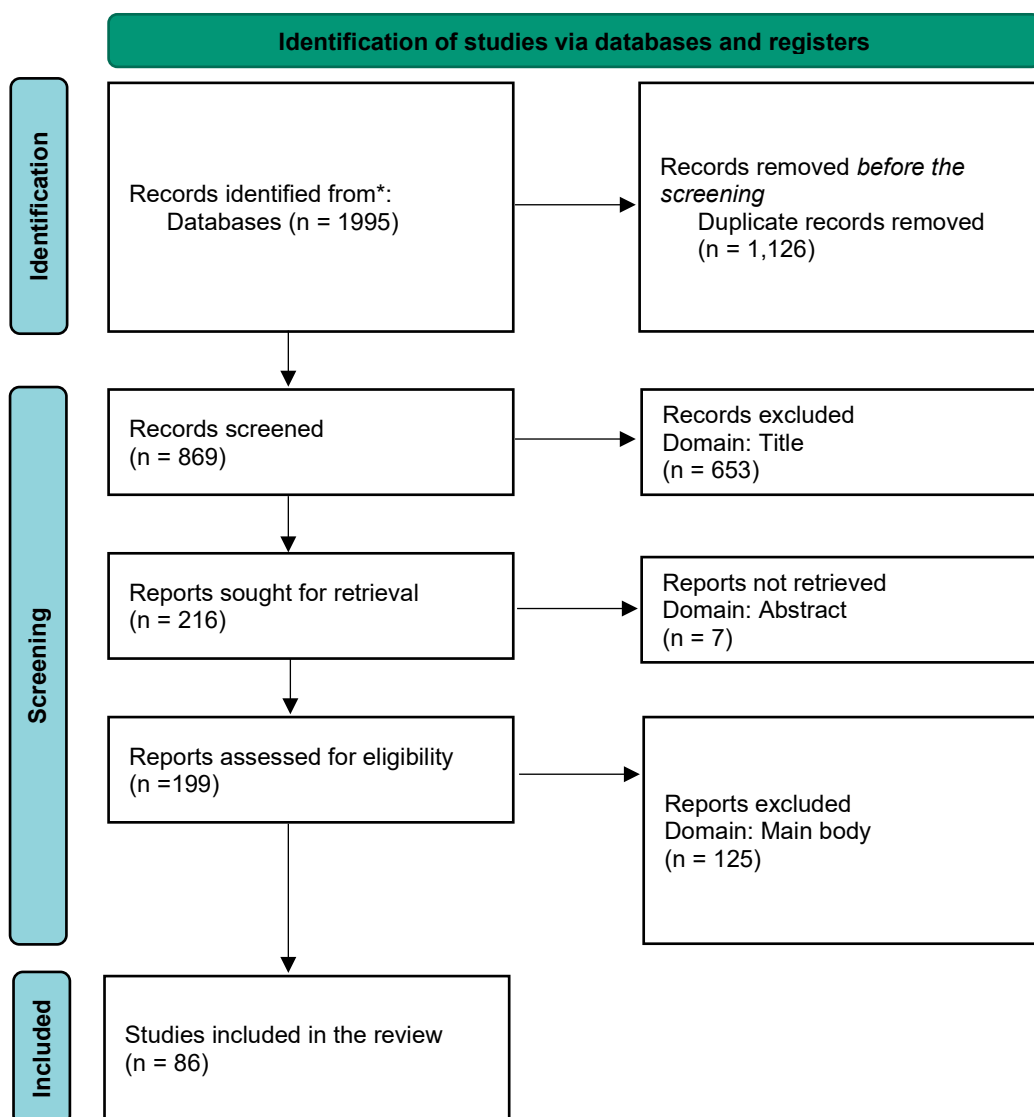 Identification of studies via databases and registers
Identification
Records identified from*:
Databases (n = 1995)
Records removed before the
screening
Duplicate records removed
(n = 1,126)
Screening
Records screened
(n = 869)
Records excluded
Domain: Title
(n = 653)
Reports sought for retrieval
(n = 216)
Reports not retrieved
Domain: Abstract
(n = 7)
Reports assessed for eligibility
(n =199)
Reports excluded
Domain: Main body
(n = 125)
Included
Studies included in the review
(n = 86)